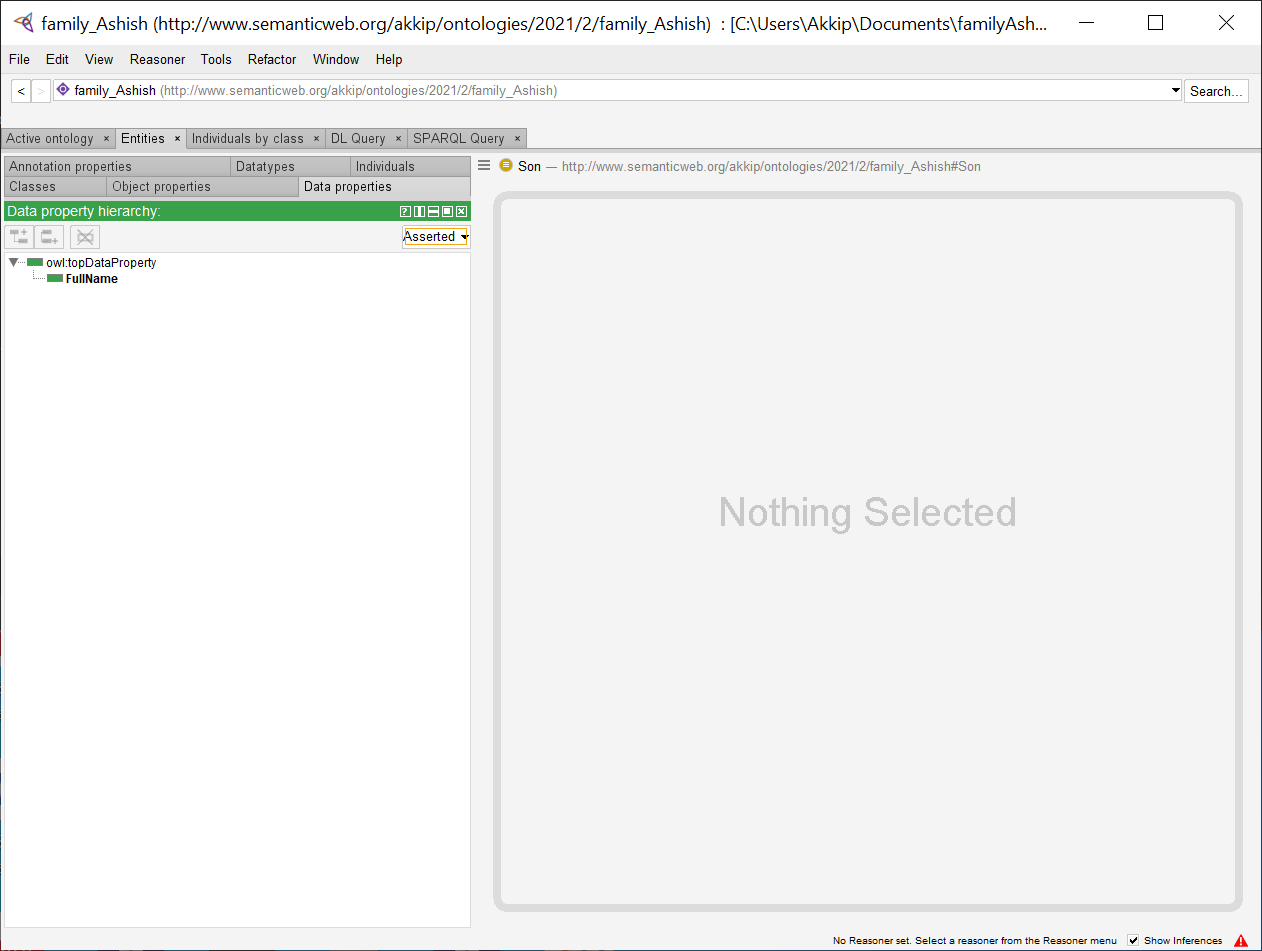 family_Ashish (http://www.semanticweb.org/akkip/ontologies/2021/2/family_Ashish) : [C:\Users\Akkip\Documents\familyAsh...
File Edit View Reasoner Tools Refactor Window Help
< > family_Ashish (http://www.semanticweb.org/akkip/ontologies/2021/2/family_Ashish) Search...
Active ontology × Entities × Individuals by class × DL Query × SPARQL Query ×
Annotation properties Datatypes Individuals
Classes Object properties Data properties
Son — http://www.semanticweb.org/akkip/ontologies/2021/2/family_Ashish#Son
Data property hierarchy:
Asserted
owl:topDataProperty
FullName
Nothing Selected
No Reasoner set. Select a reasoner from the Reasoner menu Show Inferences